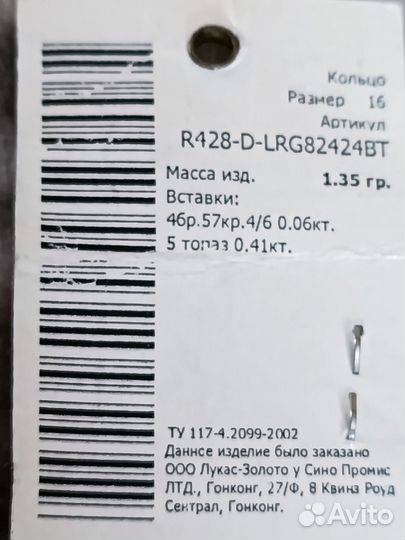 Кольцо
Размер 16
Артикул
R428-D-LRG82424BT
Масса изд. 1.35 гр.
Вставки:
4бр.57кр.4/6 0.06кт.
5 топаз 0.41кт.
ТУ 117-4.2099-2002
Даннсе изделие было заказано
ООО Лукас-Золото у Сино Промис
ЛТД., Гонконг, 27/Ф, 8 Квинз Роуд
Сентрал, Гонконг.
Avito